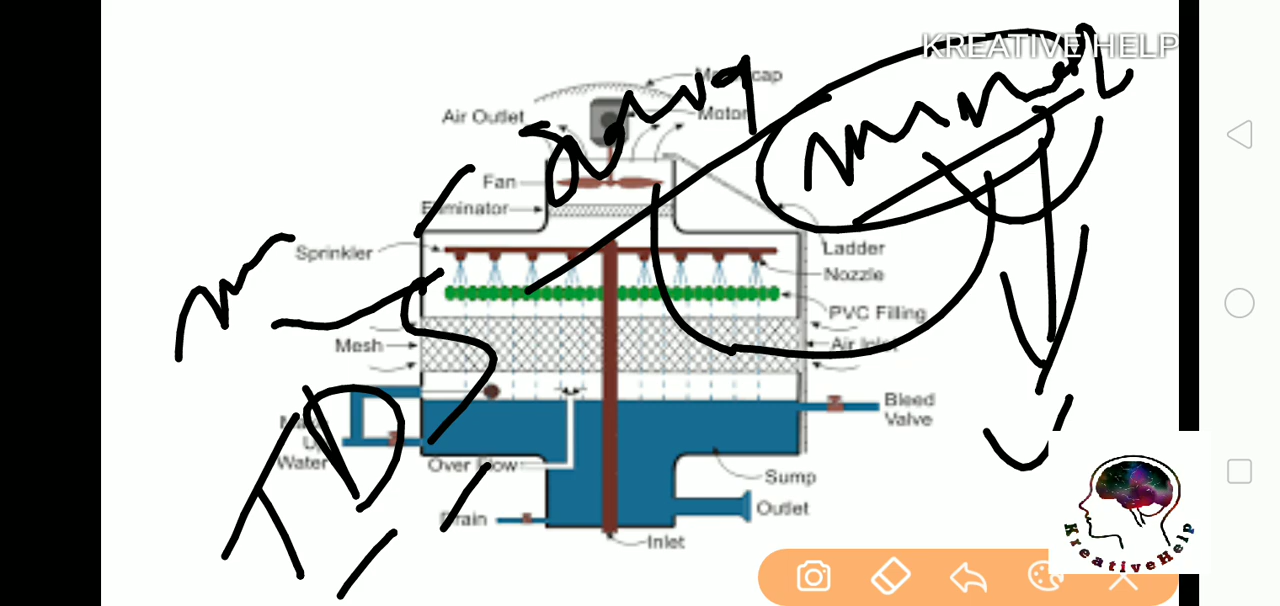 KREATIVE HELP
Air Outlet
Motor
Fan
Eliminator
Sprinkler
Ladder
Nozzle
PVC Filling
Mesh
Air Inlet
Bleed
Valve
Up
Water
Over Flow
Sump
Outlet
Drain
Inlet
TDS
KreativeHelp